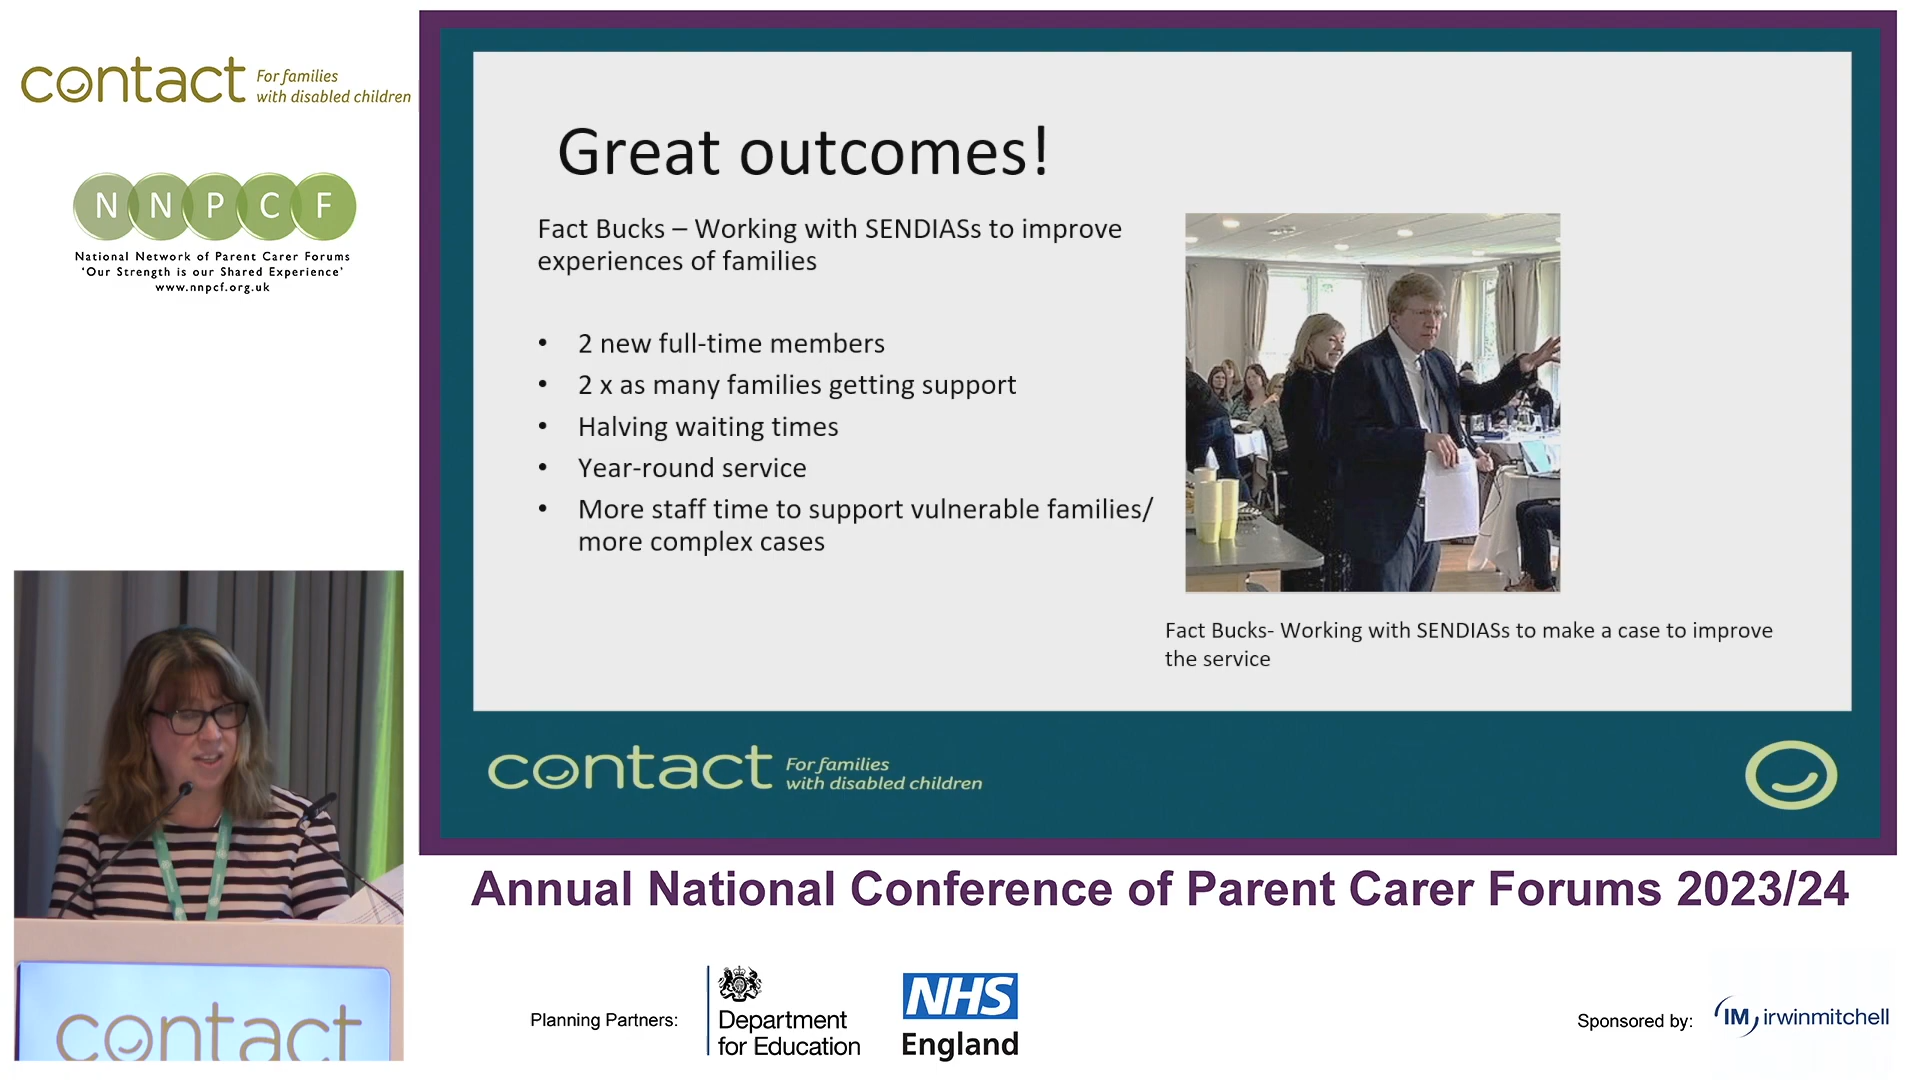 contact For families
with disabled children
N N P C F
National Network of Parent Carer Forums
'Our Strength is our Shared Experience'
www.nnpcf.org.uk
Great outcomes!
Fact Bucks – Working with SENDIASs to improve
experiences of families
• 2 new full-time members
• 2 x as many families getting support
• Halving waiting times
• Year-round service
• More staff time to support vulnerable families/
more complex cases
Fact Bucks- Working with SENDIASs to make a case to improve
the service
contact For families
with disabled children
contact
Annual National Conference of Parent Carer Forums 2023/24
Planning Partners:
Department
for Education
NHS
England
Sponsored by:
IM irwinmitchell